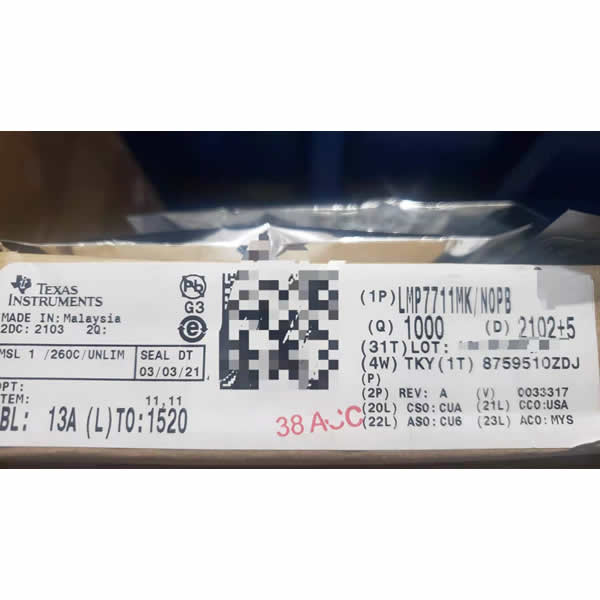 TEXAS
INSTRUMENTS
MADE IN: Malaysia
2DC: 2103 2Q:
MSL 1 /260C/UNLIM
SEAL DT
03/03/21
OPT:
ITEM: 11,11
BL: 13A (L)TO:1520
Pb
G3
e
(1P) LMP7711MK/NOPB
(Q) 1000 (D) 2102+5
(31T) LOT:
(4W) TKY(1T) 8759510ZDJ
(P)
(2P) REV: A (V) 0033317
(20L) CSO:CUA (21L) CCO:USA
(22L) ASO:CU6 (23L) ACO:MYS
38